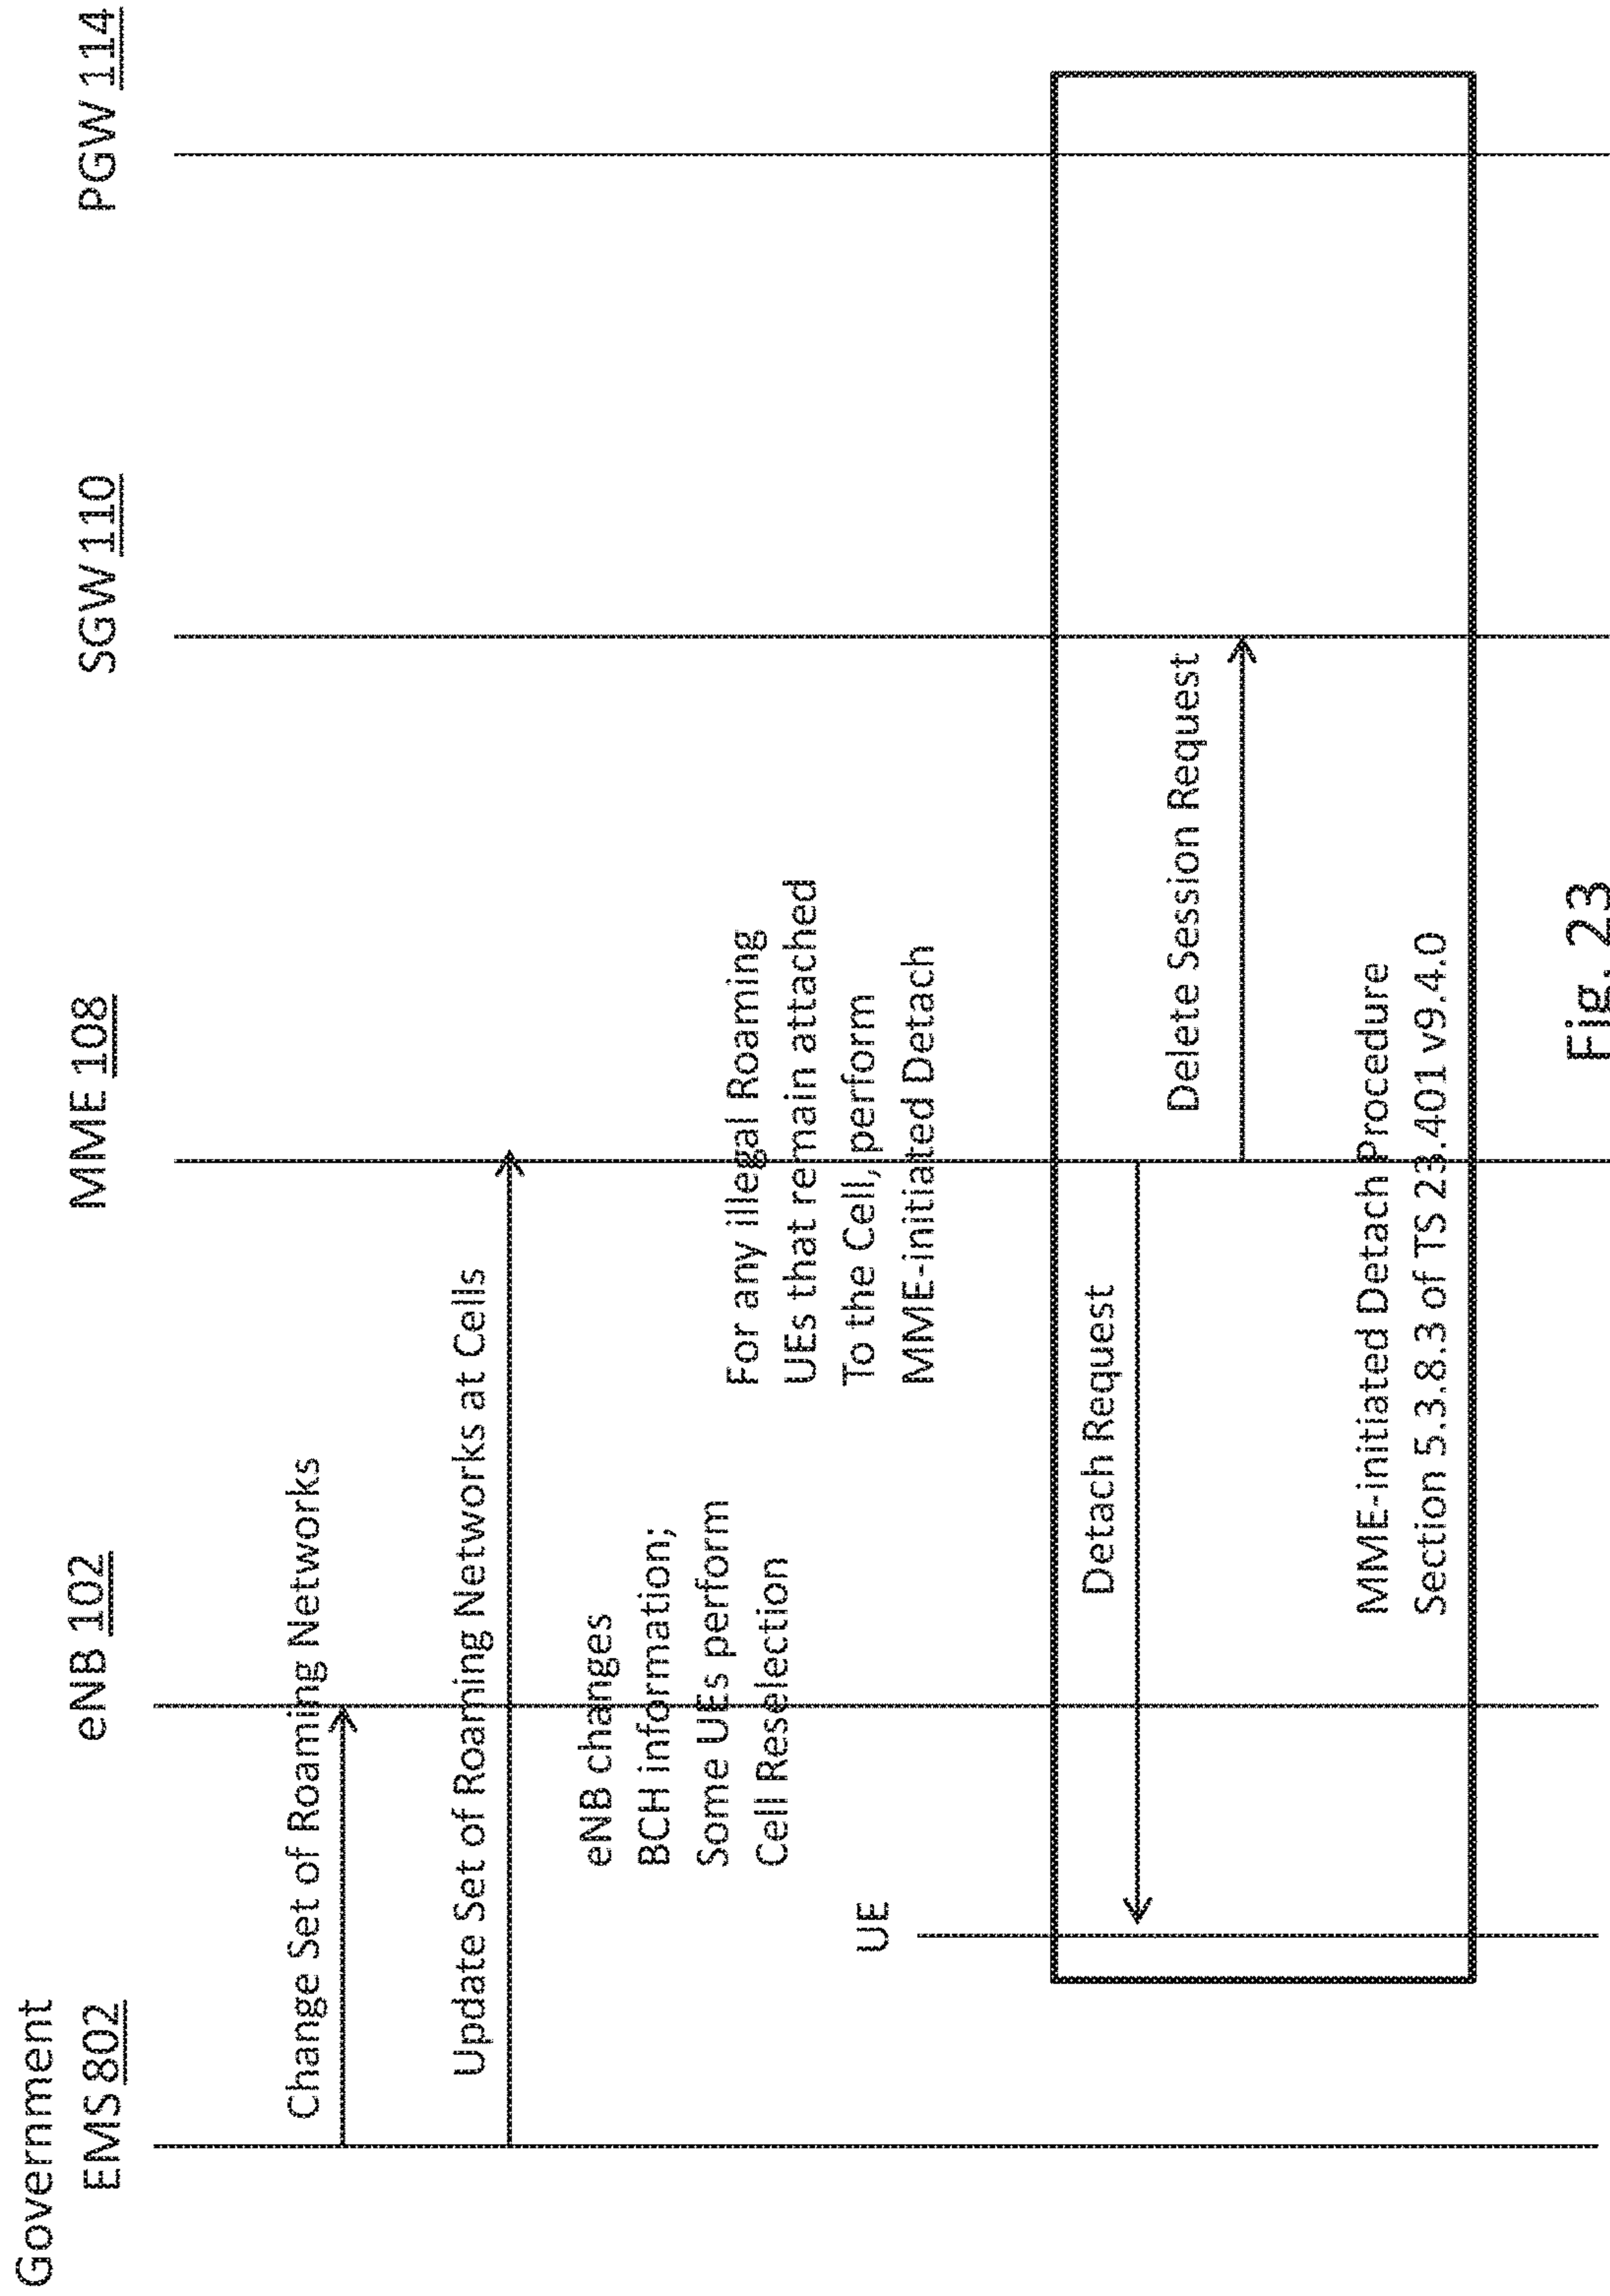 Government
EMS 802
eNB 102
MME 108
SGW 110
PGW 114
Change Set of Roaming Networks
Update Set of Roaming Networks at Cells
eNB changes
BCH information;
Some UEs perform
Cell Reselection
For any illegal Roaming
UEs that remain attached
To the Cell, perform
MME-initiated Detach
UE
Detach Request
Delete Session Request
MME-initiated Detach Procedure
Section 5.3.8.3 of TS 23.401 v9.4.0
Fig. 23